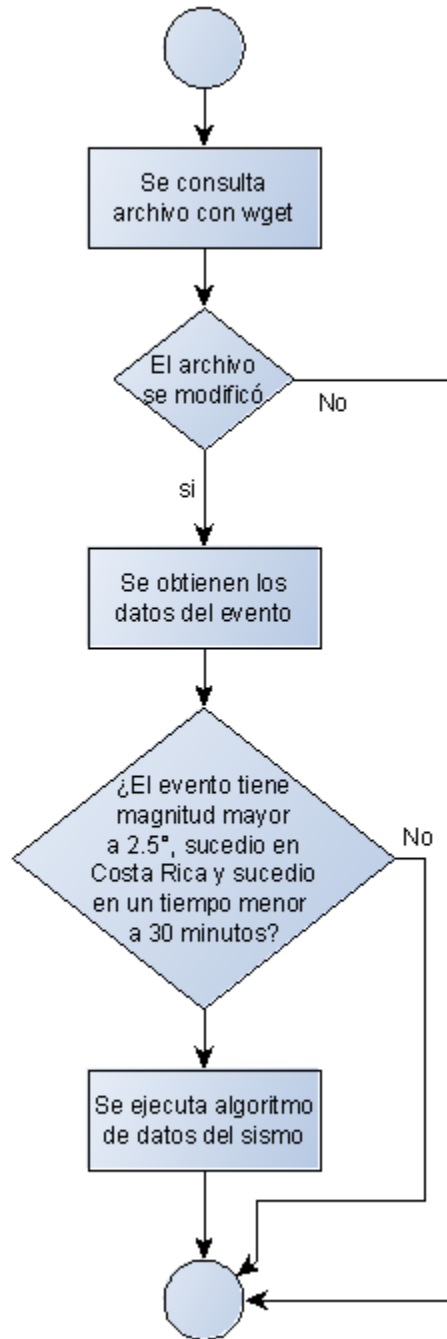 Se consulta
archivo con wget
El archivo
se modificó
No
si
Se obtienen los
datos del evento
¿El evento tiene
magnitud mayor
a 2.5°, sucedio en
Costa Rica y sucedio
en un tiempo menor
a 30 minutos?
No
Se ejecuta algoritmo
de datos del sismo